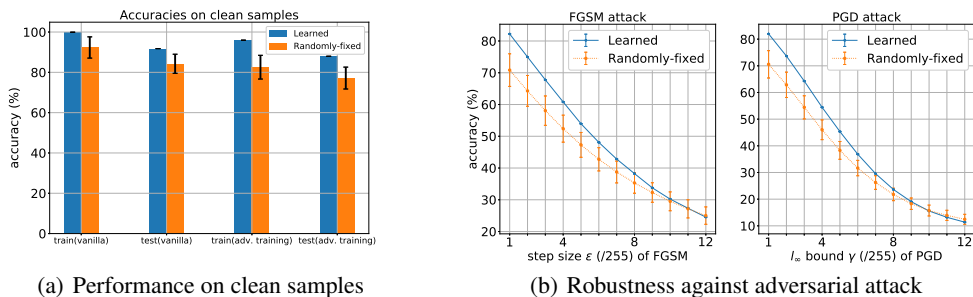 Accuracies on clean samples
Learned
Randomly-fixed
accuracy (%)
100
80
60
40
20
0
train(vanilla)
test(vanilla)
train(adv. training)
test(adv. training)
(a) Performance on clean samples
FGSM attack
Learned
Randomly-fixed
accuracy (%)
80
70
60
50
40
30
20
1
4
8
12
step size ε (/255) of FGSM
PGD attack
Learned
Randomly-fixed
80
70
60
50
40
30
20
10
1
4
8
12
l∞ bound γ (/255) of PGD
(b) Robustness against adversarial attack